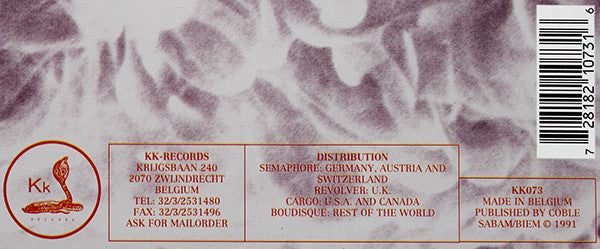 Kk
RECORDS
KK-RECORDS
KRIJGSBAAN 240
2070 ZWIJNDRECHT
BELGIUM
TEL: 32/3/2531480
FAX: 32/3/2531496
ASK FOR MAILORDER
DISTRIBUTION
SEMAPHORE: GERMANY, AUSTRIA AND
SWITZERLAND
REVOLVER: U.K.
CARGO: U.S.A. AND CANADA
BOUDISQUE: REST OF THE WORLD
KK073
MADE IN BELGIUM
PUBLISHED BY COBLE
SABAM/BIEM © 1991
7 28182 10731 6